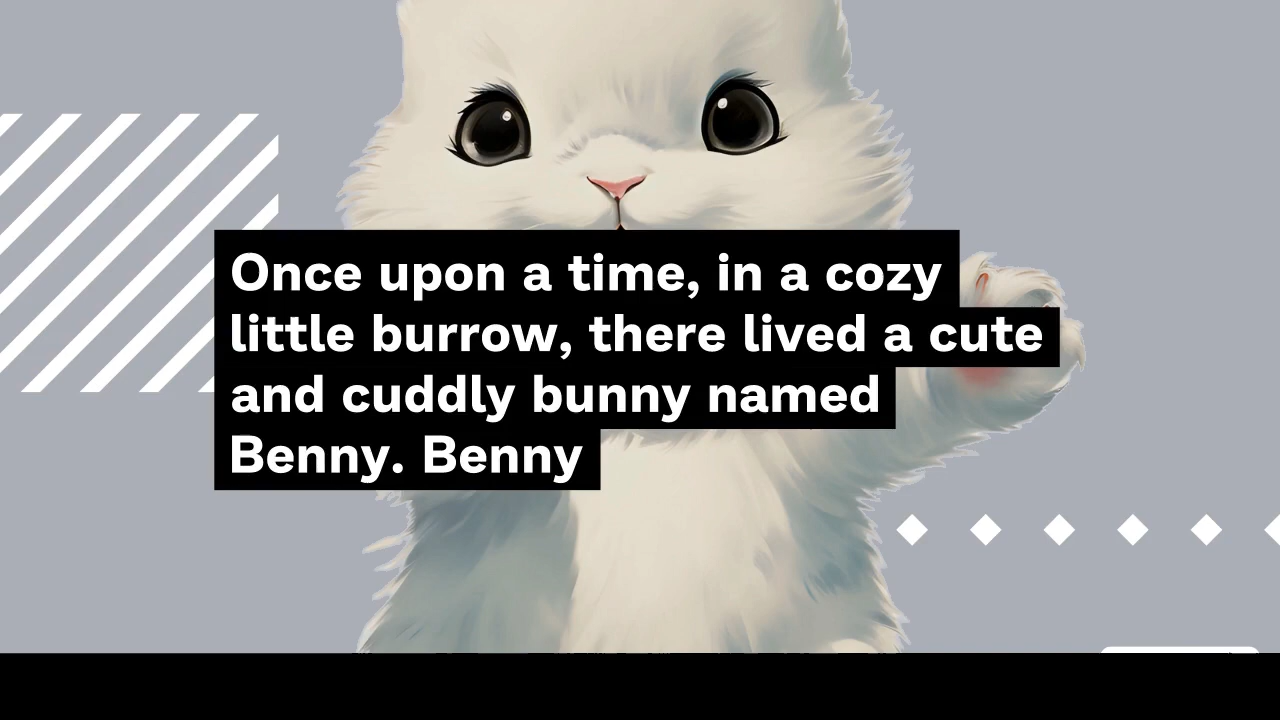 Once upon a time, in a cozy
little burrow, there lived a cute
and cuddly bunny named
Benny. Benny